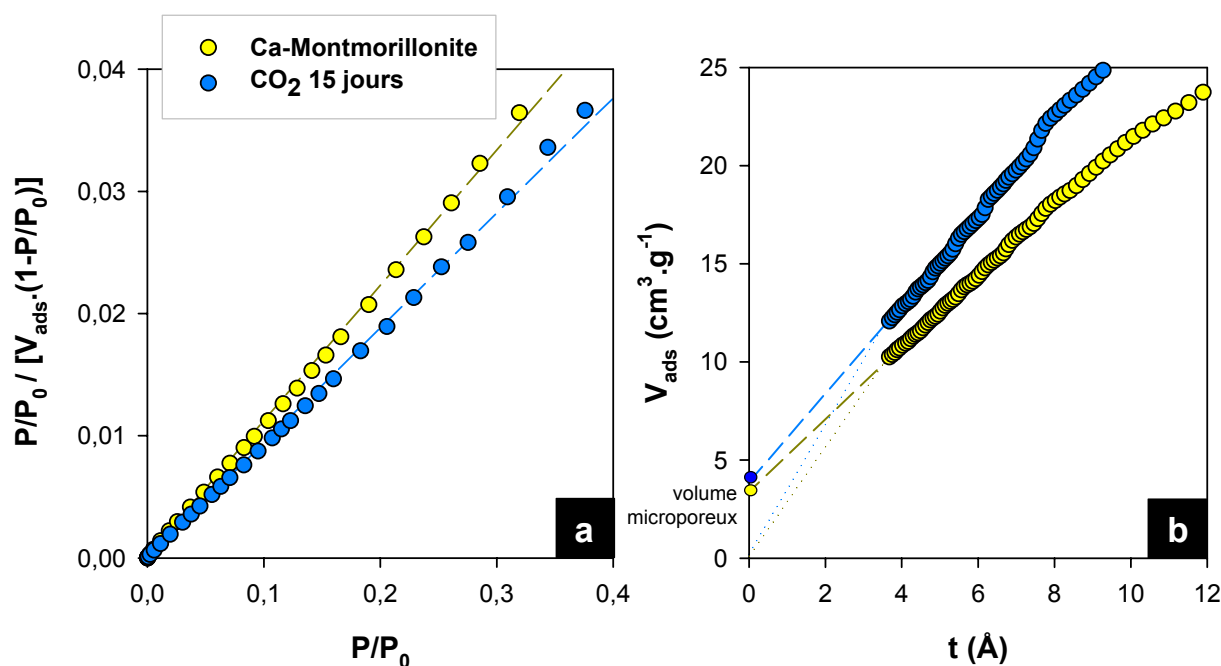 Ca-Montmorillonite
CO2 15 jours
P/P0 / [Vads.(1-P/P0)]
0,04
0,03
0,02
0,01
0,00
0,0 0,1 0,2 0,3 0,4
P/P0
a
Vads (cm3.g-1)
25
20
15
10
5
0
volume
microporeux
0 2 4 6 8 10 12
t (Å)
b